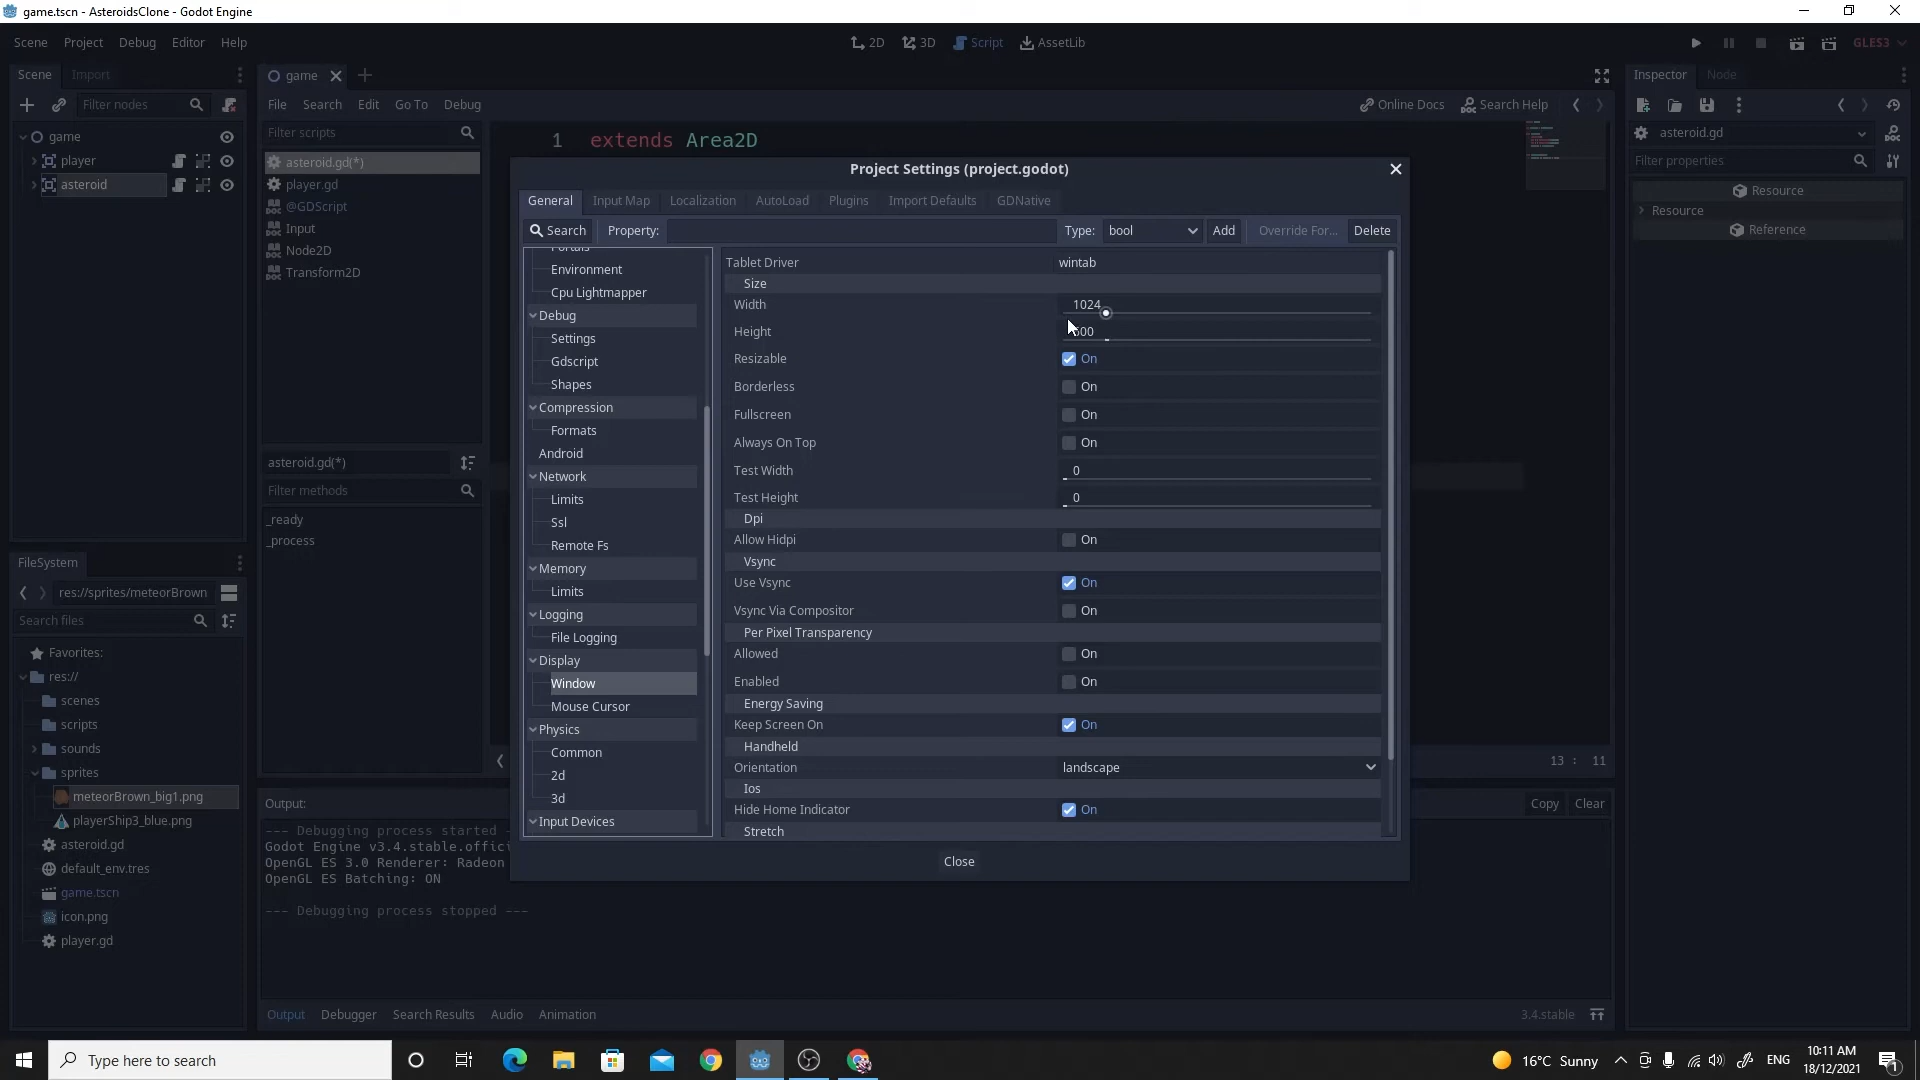 game.tscn - AsteroidsClone - Godot Engine
Scene Project Debug Editor Help
2D 3D Script AssetLib
GLES3
Scene Import
game
Inspector Node
Filter nodes
File Search Edit Go To Debug
Online Docs Search Help
game
player
asteroid
Filter scripts
asteroid.gd(*)
player.gd
@GDScript
Input
Node2D
Transform2D
asteroid.gd(*)
Filter methods
_ready
_process
1 extends Area2D
13 : 11
asteroid.gd
Filter properties
Resource
Resource
Reference
Project Settings (project.godot)
General Input Map Localization AutoLoad Plugins Import Defaults GDNative
Search Property: Type: bool Add Override For... Delete
Environment
Cpu Lightmapper
Debug
Settings
Gdscript
Shapes
Compression
Formats
Android
Network
Limits
Ssl
Remote Fs
Memory
Limits
Logging
File Logging
Display
Window
Mouse Cursor
Physics
Common
2d
3d
Input Devices
Tablet Driver wintab
Size
Width 1024
Height 600
Resizable On
Borderless On
Fullscreen On
Always On Top On
Test Width 0
Test Height 0
Dpi
Allow Hidpi On
Vsync
Use Vsync On
Vsync Via Compositor On
Per Pixel Transparency
Allowed On
Enabled On
Energy Saving
Keep Screen On On
Handheld
Orientation landscape
Ios
Hide Home Indicator On
Stretch
Close
FileSystem
res://sprites/meteorBrown
Search files
Favorites:
res://
scenes
scripts
sounds
sprites
meteorBrown_big1.png
playerShip3_blue.png
asteroid.gd
default_env.tres
game.tscn
icon.png
player.gd
Output:
Copy Clear
--- Debugging process started
Godot Engine v3.4.stable.offici
OpenGL ES 3.0 Renderer: Radeon
OpenGL ES Batching: ON
--- Debugging process stopped ---
Output Debugger Search Results Audio Animation
3.4.stable
Type here to search
16°C Sunny
ENG
10:11 AM
18/12/2021
1